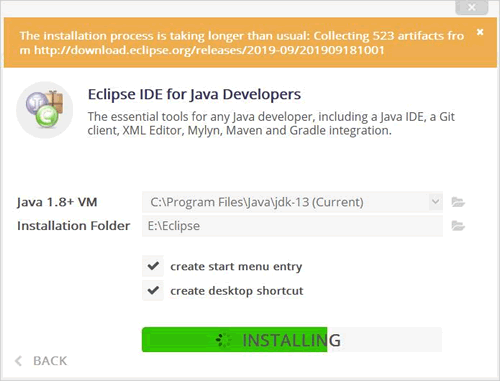 The installation process is taking longer than usual: Collecting 523 artifacts fro
m http://download.eclipse.org/releases/2019-09/201909181001
Eclipse IDE for Java Developers
The essential tools for any Java developer, including a Java IDE, a Git
client, XML Editor, Mylyn, Maven and Gradle integration.
Java 1.8+ VM C:\Program Files\Java\jdk-13 (Current)
Installation Folder E:\Eclipse
create start menu entry
create desktop shortcut
INSTALLING
BACK